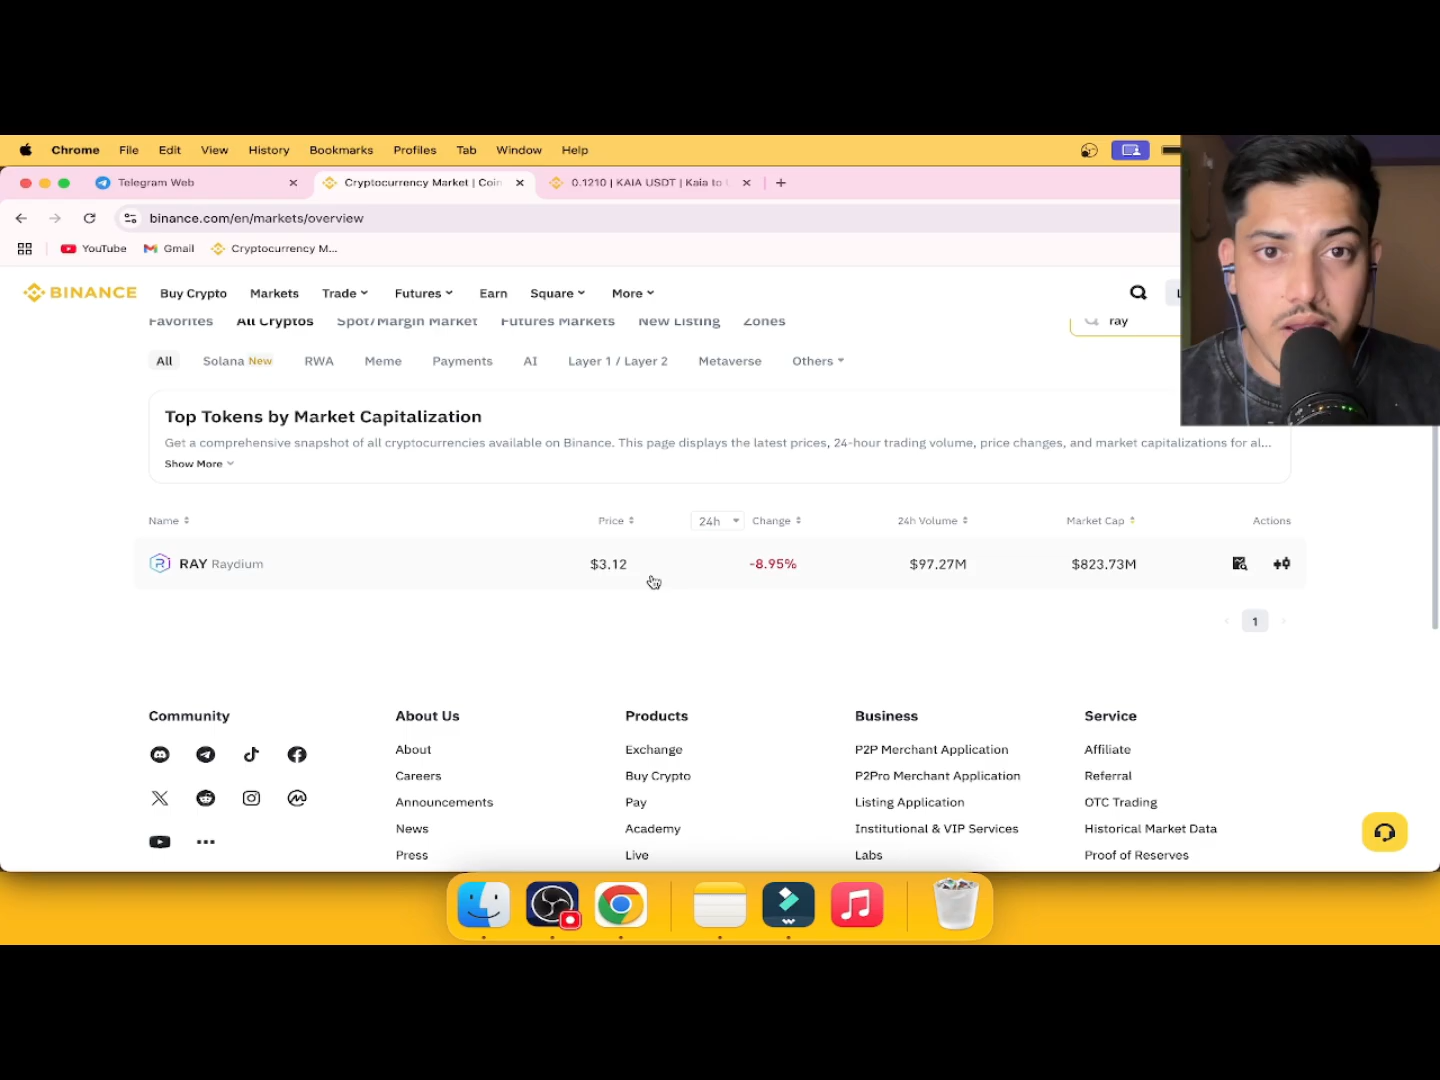 Chrome File Edit View History Bookmarks Profiles Tab Window Help
Telegram Web
Cryptocurrency Market | Coin
0.1210 | KAIA USDT | Kaia to
binance.com/en/markets/overview
YouTube Gmail Cryptocurrency M...
BINANCE Buy Crypto Markets Trade Futures Earn Square More
Favorites All Cryptos Spot/Margin Market Futures Markets New Listing Zones ray
All Solana New RWA Meme Payments AI Layer 1 / Layer 2 Metaverse Others
Top Tokens by Market Capitalization
Get a comprehensive snapshot of all cryptocurrencies available on Binance. This page displays the latest prices, 24-hour trading volume, price changes, and market capitalizations for al...
Show More
Name Price 24h Change 24h Volume Market Cap Actions
RAY Raydium $3.12 -8.95% $97.27M $823.73M
1
Community About Us Products Business Service
About Exchange P2P Merchant Application Affiliate
Careers Buy Crypto P2Pro Merchant Application Referral
Announcements Pay Listing Application OTC Trading
News Academy Institutional & VIP Services Historical Market Data
Press Live Labs Proof of Reserves